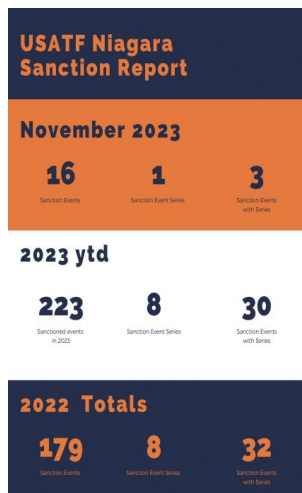 USATF Niagara
Sanction Report
November 2023
16 1 3
Sanction Events Sanction Event Series Sanction Events
with Series
2023 ytd
223 8 30
Sanctioned events Sanction Event Series Sanction Events
in 2023 with Series
2022 Totals
179 8 32
Sanction Events Sanction Event Series Sanction Events
with Series